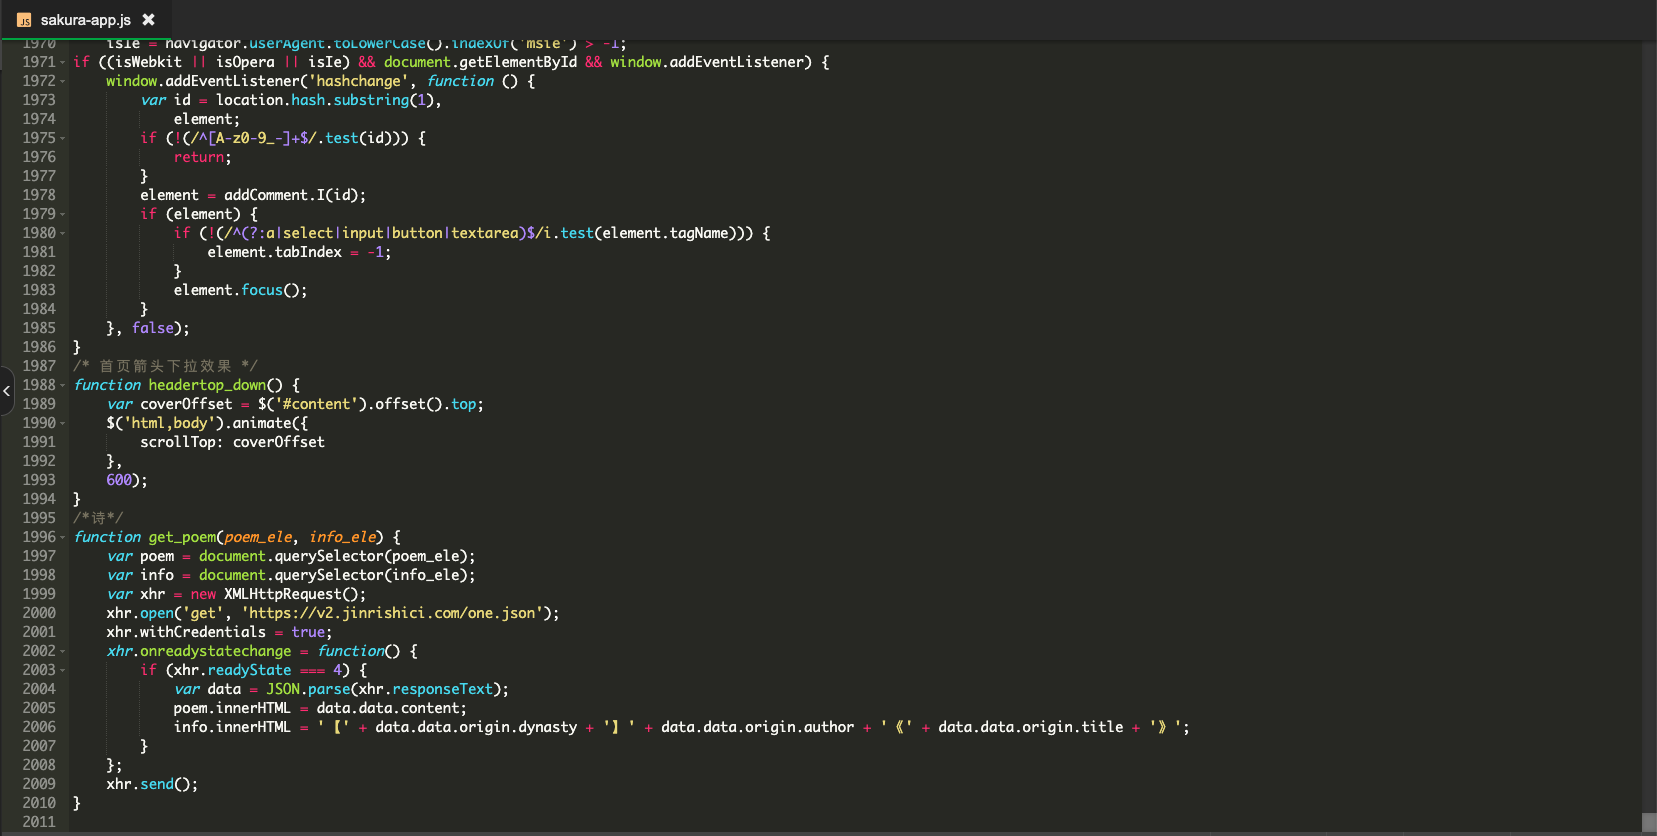 sakura-app.js
1970 isIe = navigator.userAgent.toLowerCase().indexOf('msie') > -1;
1971 if ((isWebkit || isOpera || isIe) && document.getElementById && window.addEventListener) {
1972 window.addEventListener('hashchange', function () {
1973 var id = location.hash.substring(1),
1974 element;
1975 if (!(/^[A-z0-9_-]+$/.test(id))) {
1976 return;
1977 }
1978 element = addComment.I(id);
1979 if (element) {
1980 if (!(/^(?:a|select|input|button|textarea)$/i.test(element.tagName))) {
1981 element.tabIndex = -1;
1982 }
1983 element.focus();
1984 }
1985 }, false);
1986 }
1987 /* 首页箭头下拉效果 */
1988 function headertop_down() {
1989 var coverOffset = $('#content').offset().top;
1990 $('html,body').animate({
1991 scrollTop: coverOffset
1992 },
1993 600);
1994 }
1995 /*诗*/
1996 function get_poem(poem_ele, info_ele) {
1997 var poem = document.querySelector(poem_ele);
1998 var info = document.querySelector(info_ele);
1999 var xhr = new XMLHttpRequest();
2000 xhr.open('get', 'https://v2.jinrishici.com/one.json');
2001 xhr.withCredentials = true;
2002 xhr.onreadystatechange = function() {
2003 if (xhr.readyState === 4) {
2004 var data = JSON.parse(xhr.responseText);
2005 poem.innerHTML = data.data.content;
2006 info.innerHTML = '【' + data.data.origin.dynasty + '】' + data.data.origin.author + '《' + data.data.origin.title + '》';
2007 }
2008 };
2009 xhr.send();
2010 }
2011